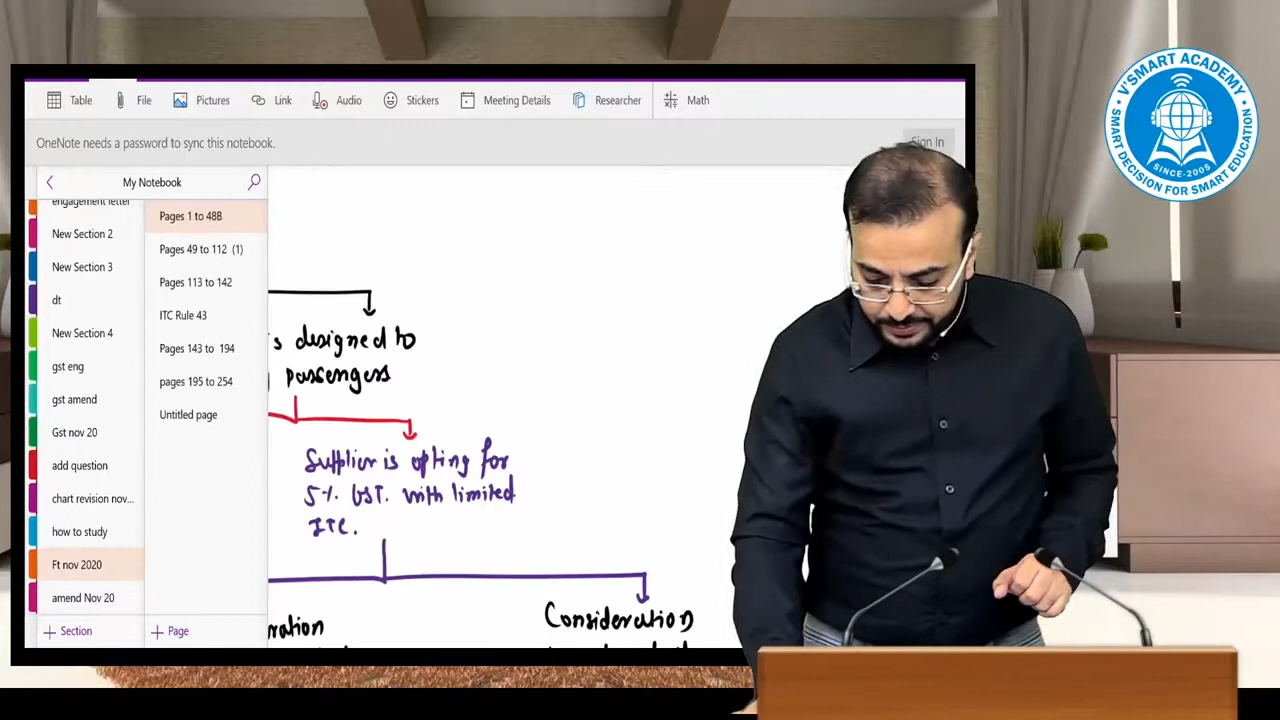 Table
File
Pictures
Link
Audio
Stickers
Meeting Details
Researcher
Math
OneNote needs a password to sync this notebook.
Sign In
My Notebook
engagement letter
New Section 2
New Section 3
dt
New Section 4
gst eng
gst amend
Gst nov 20
add question
chart revision nov...
how to study
Ft nov 2020
amend Nov 20
+ Section
Pages 1 to 48B
Pages 49 to 112 (1)
Pages 113 to 142
ITC Rule 43
Pages 143 to 194
pages 195 to 254
Untitled page
+ Page
s designed to
passengers
Supplier is opting for
5% GST. with limited
ITC.
ration
Consideration
V'SMART ACADEMY
SINCE-2005
SMART DECISION FOR SMART EDUCATION